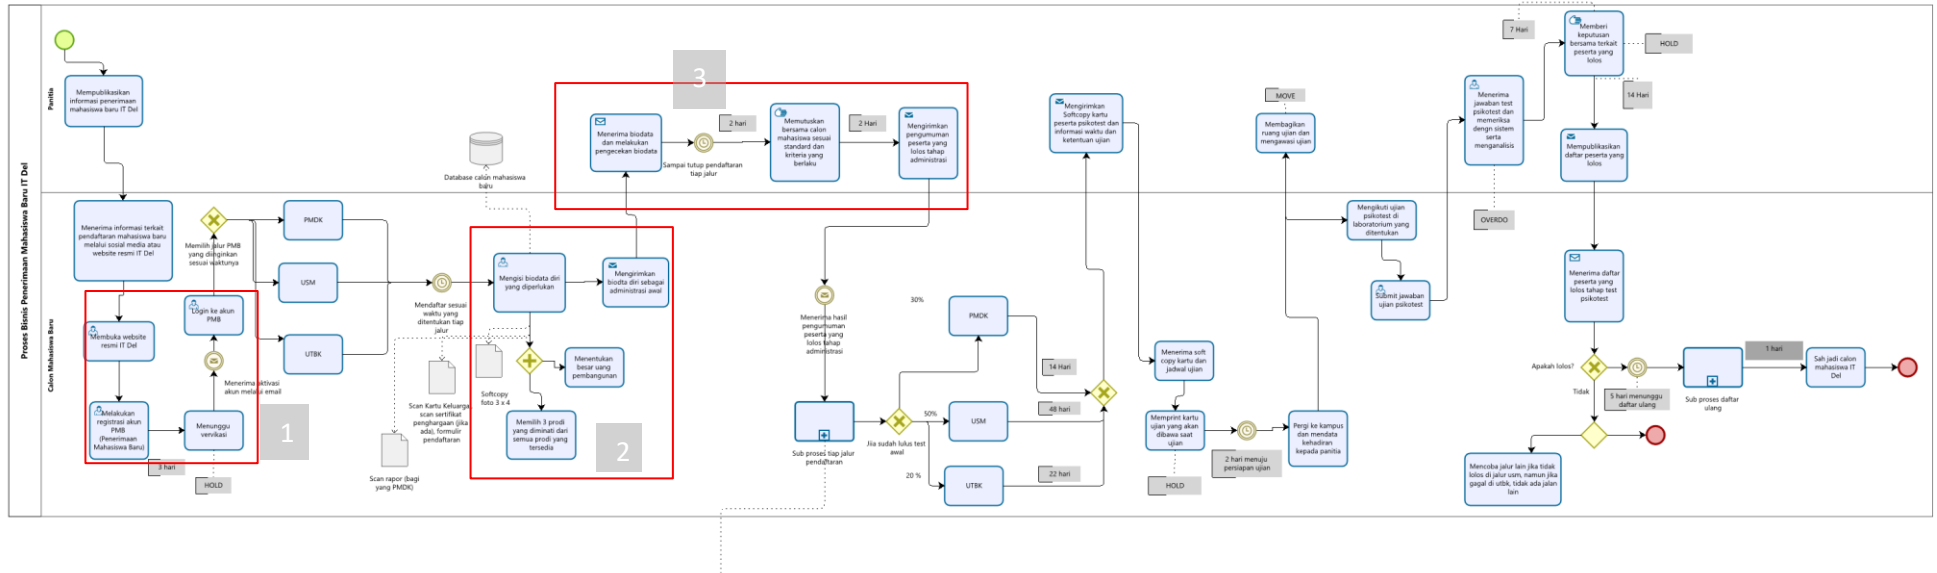 Proses Bisnis Penerimaan Mahasiswa Baru IT Del
Panitia
Calon Mahasiswa Baru
Mempublikasikan
informasi penerimaan
mahasiswa baru IT Del
Menerima informasi terkait
pendaftaran mahasiswa baru
melalui sosial media atau
website resmi IT Del
Membuka website
resmi IT Del
Melakukan
registrasi akun
PMB
(Penerimaan
Mahasiswa Baru)
3 hari
Menunggu
vervikasi
HOLD
Menerima aktivasi
akun melalui email
Login ke akun
PMB
1
Memilih jalur PMB
yang diinginkan
sesuai waktunya
PMDK
USM
UTBK
Mendaftar sesuai
waktu yang
ditentukan tiap
jalur
Database calon mahasiswa
baru
Mengisi biodata diri
yang diperlukan
Mengirimkan
biodta diri sebagai
administrasi awal
Menentukan
besar uang
pembangunan
Memilih 3 prodi
yang diminati dari
semua prodi yang
tersedia
2
Softcopy
foto 3 x 4
Scan Kartu Keluarga,
scan sertifikat
penghargaan (jika
ada), formulir
pendaftaran
Scan rapor (bagi
yang PMDK)
3
Menerima biodata
dan melakukan
pengecekan biodata
Sampai tutup pendaftaran
tiap jalur
2 hari
Memutuskan
bersama calon
mahasiswa sesuai
standard dan
kriteria yang
berlaku
2 Hari
Mengirimkan
pengumuman
peserta yang
lolos tahap
administrasi
Menerima hasil
pengumuman
peserta yang
lolos tahap
administrasi
Sub proses tiap jalur
pendaftaran
Jia sudah lulus test
awal
30%
50%
20 %
PMDK
USM
UTBK
14 Hari
48 hari
22 hari
Mengirimkan
Softcopy kartu
peserta psikotest dan
informasi waktu dan
ketentuan ujian
Menerima soft
copy kartu dan
jadwal ujian
Memprint kartu
ujian yang akan
dibawa saat
ujian
HOLD
2 hari menuju
persiapan ujian
Pergi ke kampus
dan mendata
kehadiran
kepada panitia
MOVE
Membagikan
ruang ujian dan
mengawasi ujian
Mengikuti ujian
psikotest di
laboratorium yang
ditentukan
Submit jawaban
ujian psikotest
Menerima
jawaban test
psikotest dan
memeriksa
dengn sistem
serta
menganalisis
OVERDO
7 Hari
Memberi
keputusan
bersama terkait
peserta yang
lolos
HOLD
14 Hari
Mempublikasikan
daftar peserta yang
lolos
Menerima daftar
peserta yang
lolos tahap test
psikotest
Apakah lolos?
Tidak
5 hari menunggu
daftar ulang
Sub proses daftar
ulang
1 hari
Sah jadi calon
mahasiswa IT
Del
Mencoba jalur lain jika tidak
lolos di jalur usm, namun jika
gagal di utbk, tidak ada jalan
lain